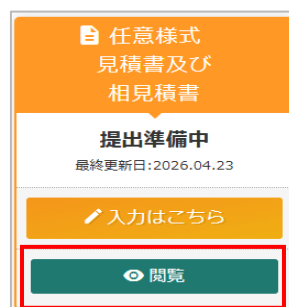 任意様式
見積書及び
相見積書
提出準備中
最終更新日:2026.04.23
入力はこちら
閲覧